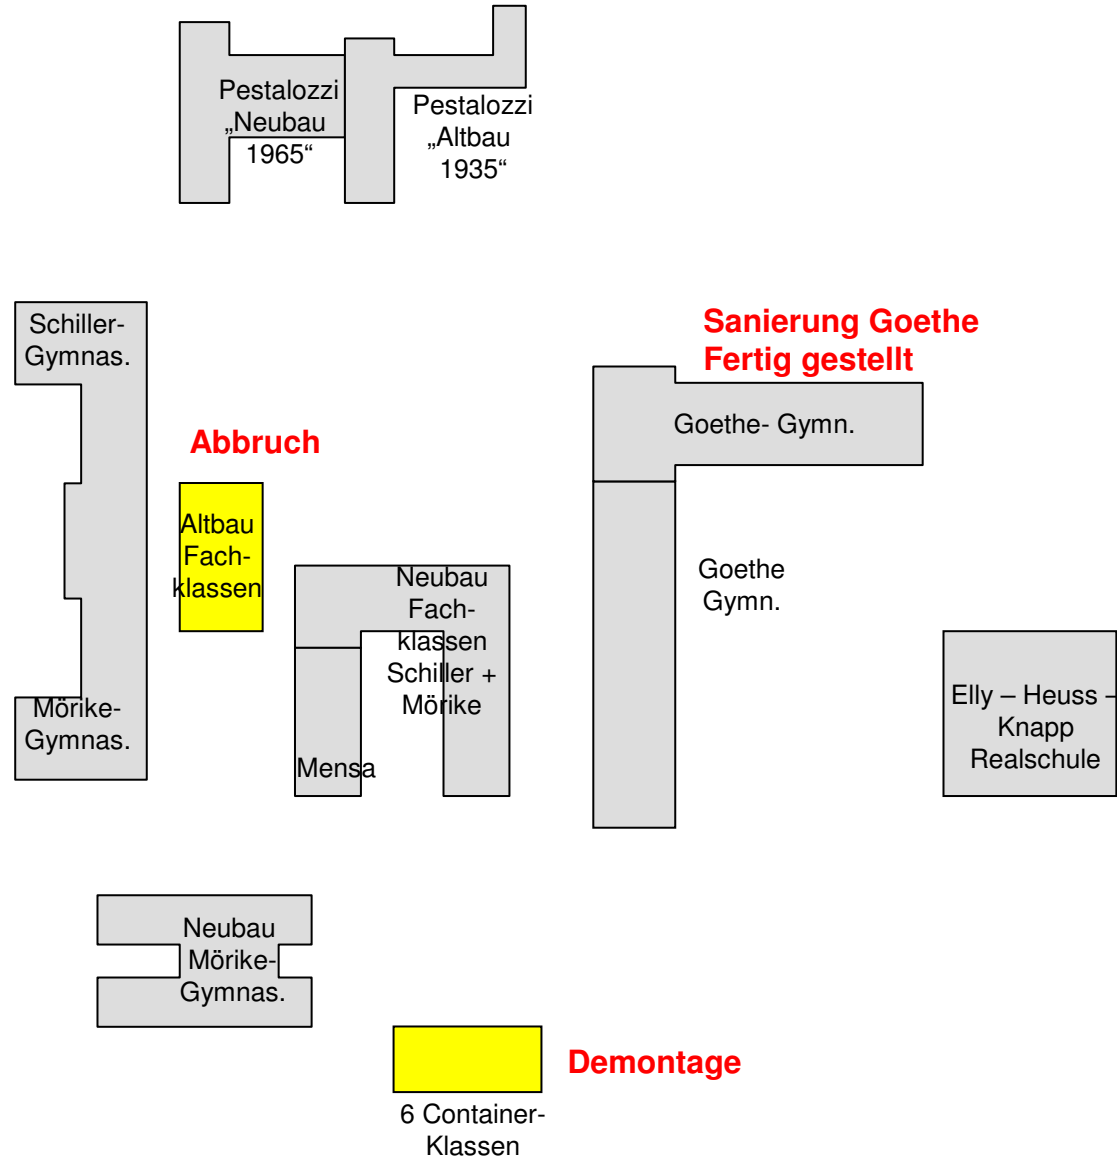 Pestalozzi
„Neubau
1965“
Pestalozzi
„Altbau
1935“
Schiller-
Gymnas.
Sanierung Goethe
Fertig gestellt
Goethe- Gymn.
Abbruch
Altbau
Fach-
klassen
Neubau
Fach-
klassen
Schiller +
Mörike
Goethe
Gymn.
Mörike-
Gymnas.
Mensa
Elly – Heuss –
Knapp
Realschule
Neubau
Mörike-
Gymnas.
Demontage
6 Container-
Klassen